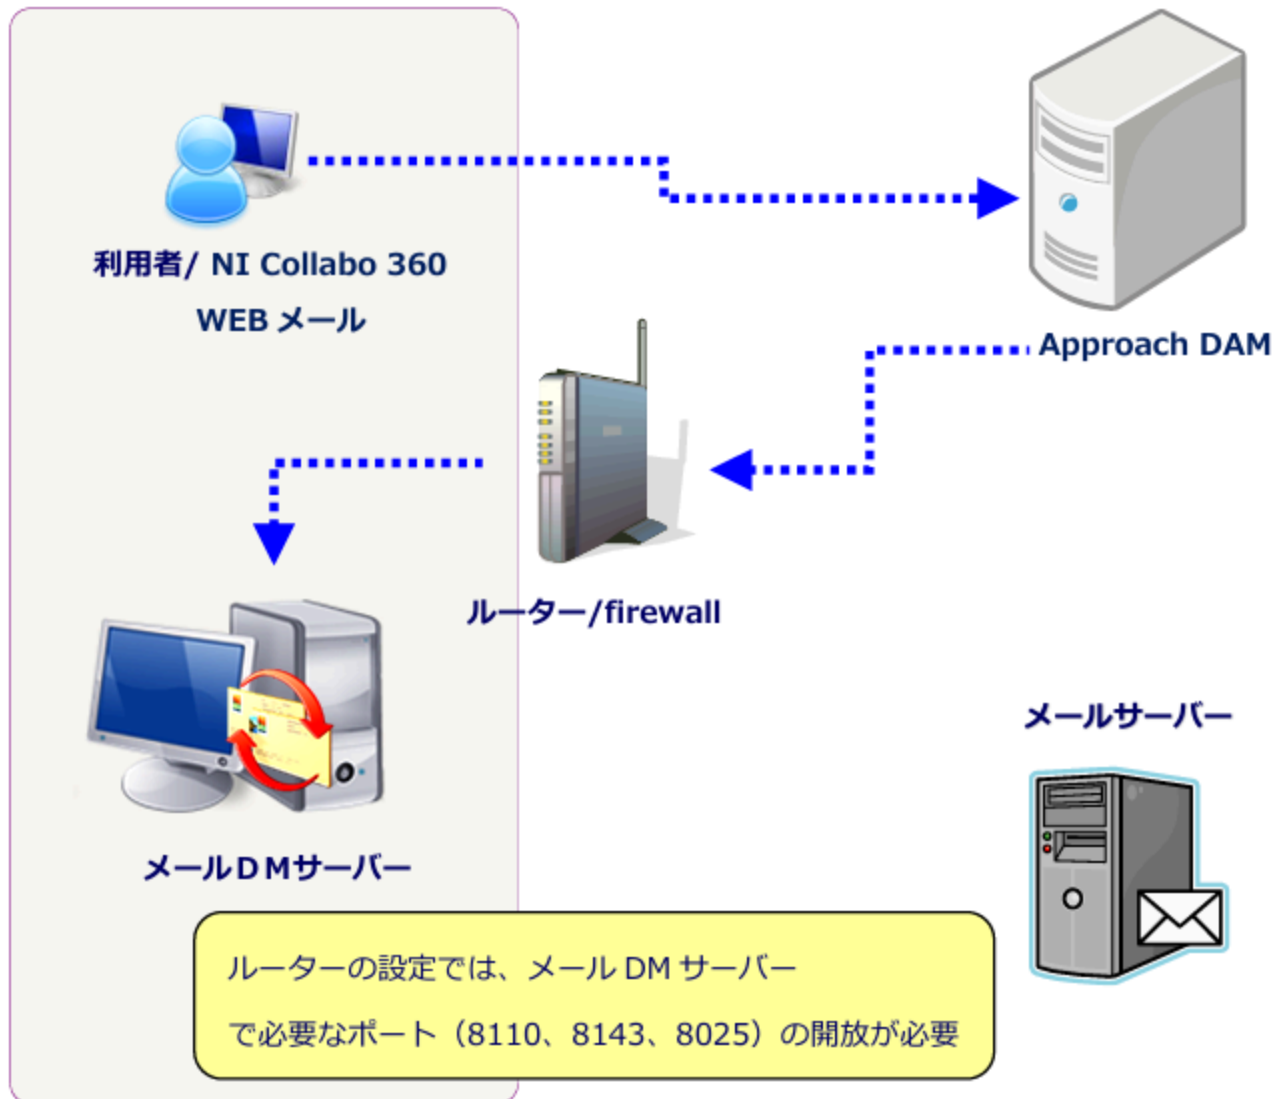 利用者/ NI Collabo 360
WEB メール
Approach DAM
ルーター/firewall
メールサーバー
メールＤＭサーバー
ルーターの設定では、メール DM サーバー
で必要なポート（8110、8143、8025）の開放が必要